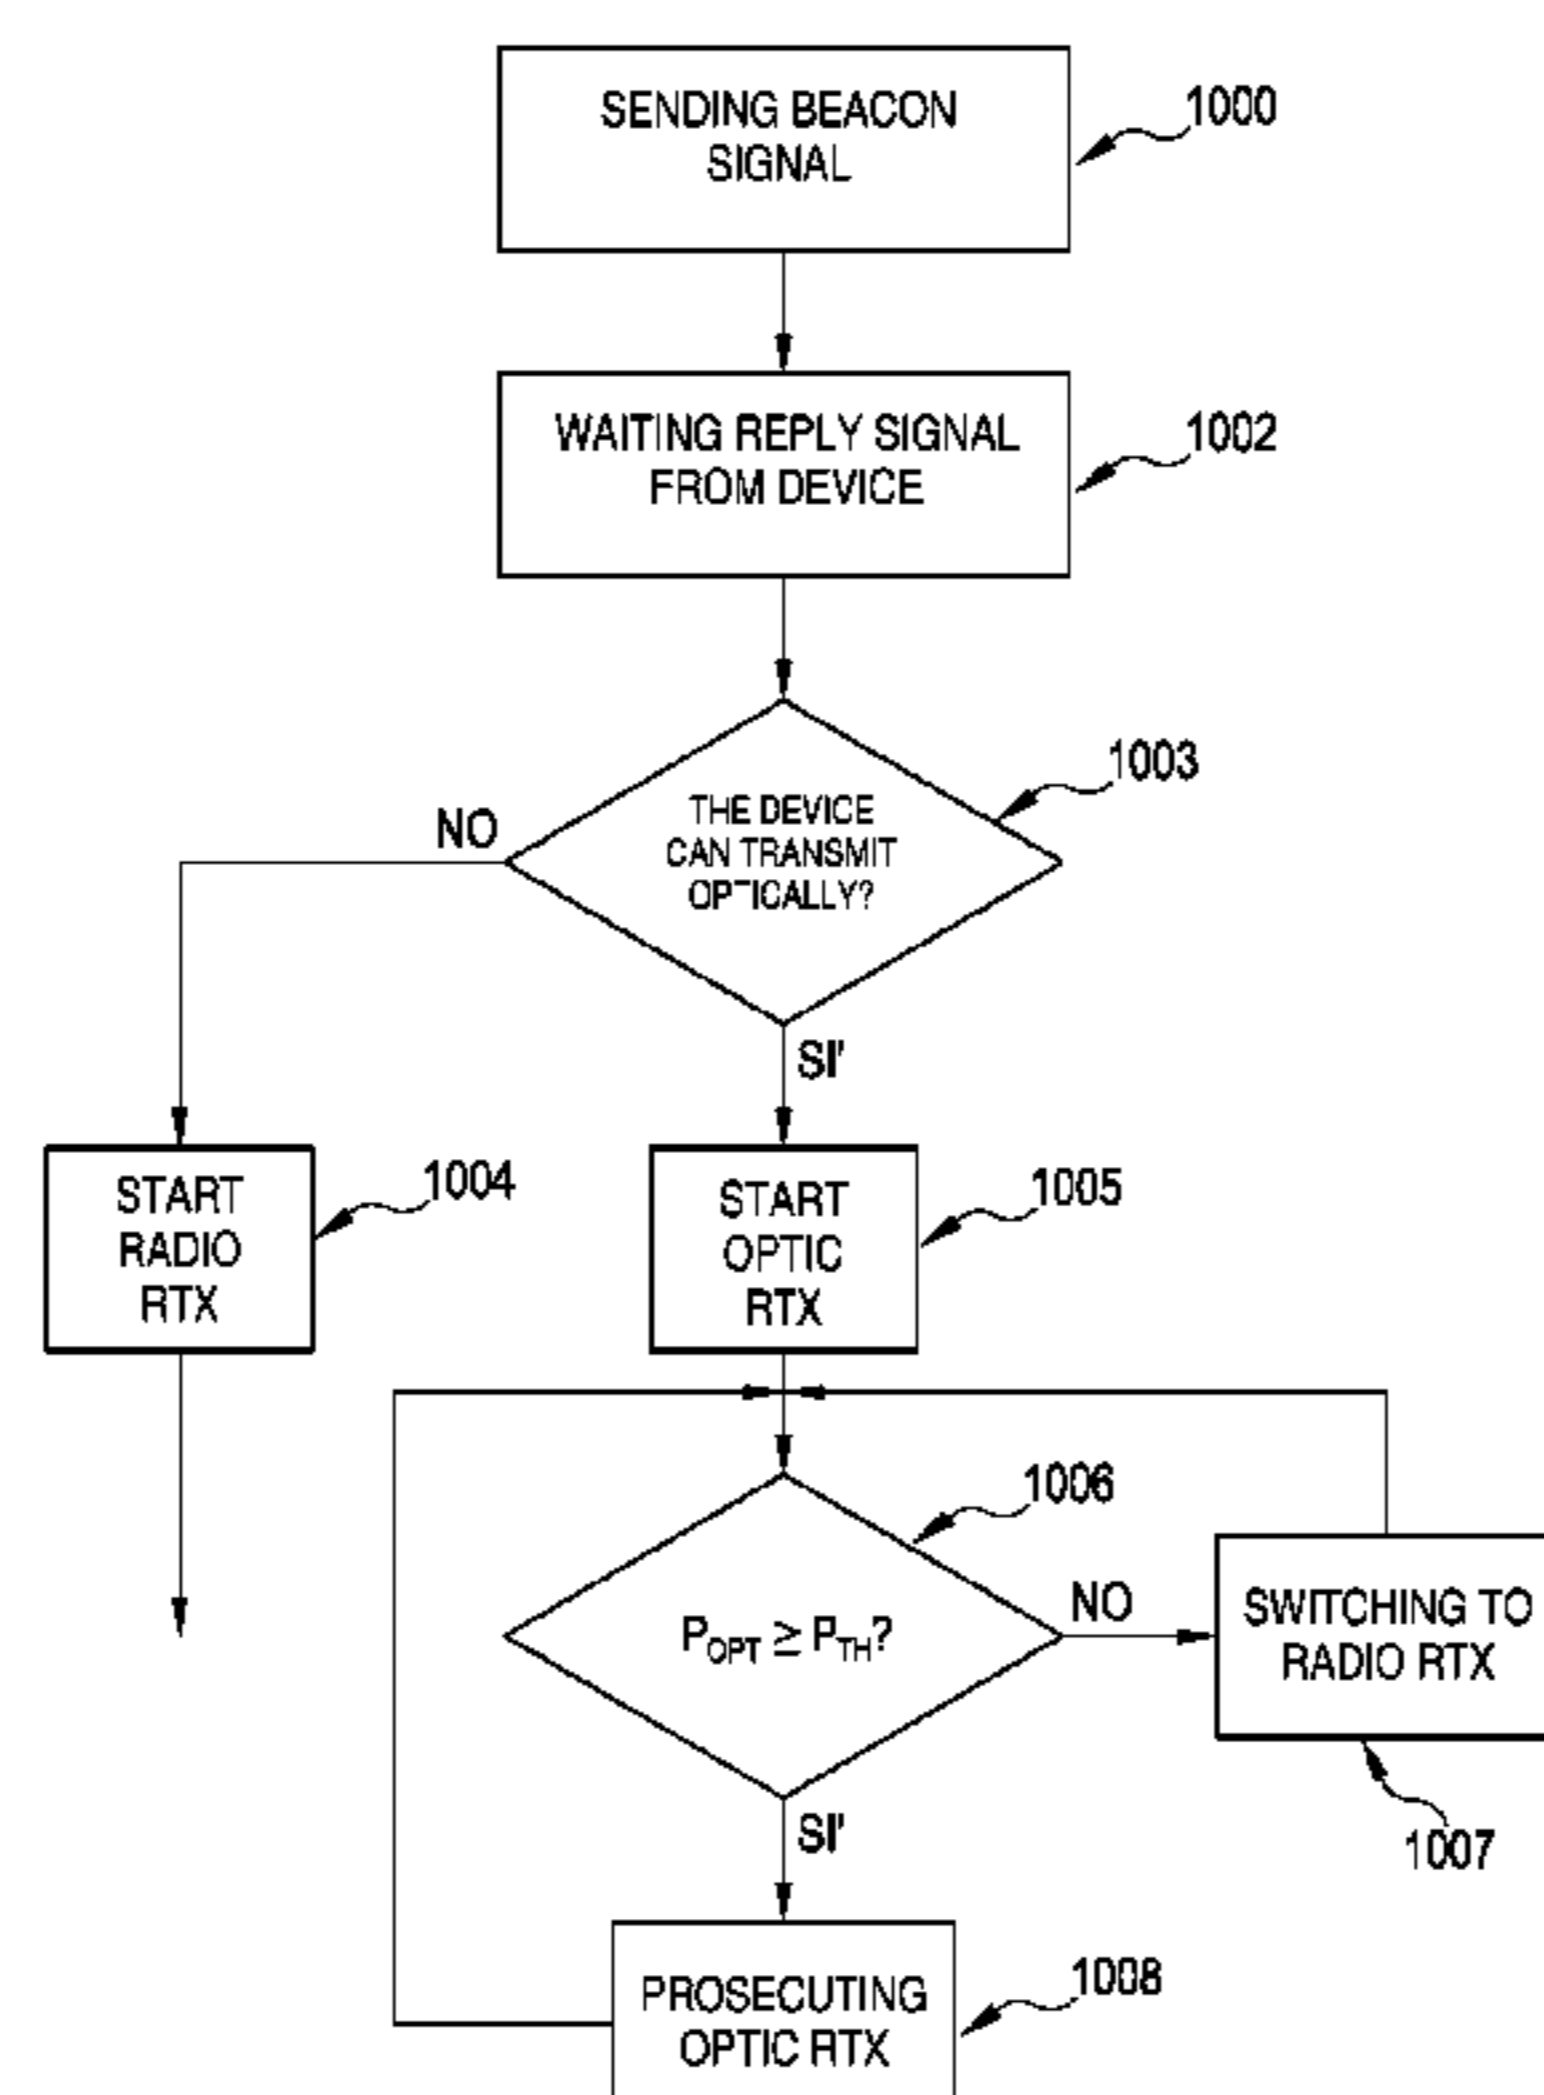 SENDING BEACON
SIGNAL
1000
WAITING REPLY SIGNAL
FROM DEVICE
1002
THE DEVICE
CAN TRANSMIT
OPTICALLY?
1003
NO
SI'
START
RADIO
RTX
1004
START
OPTIC
RTX
1005
P_OPT ≥ P_TH?
1006
NO
SWITCHING TO
RADIO RTX
1007
SI'
PROSECUTING
OPTIC RTX
1008